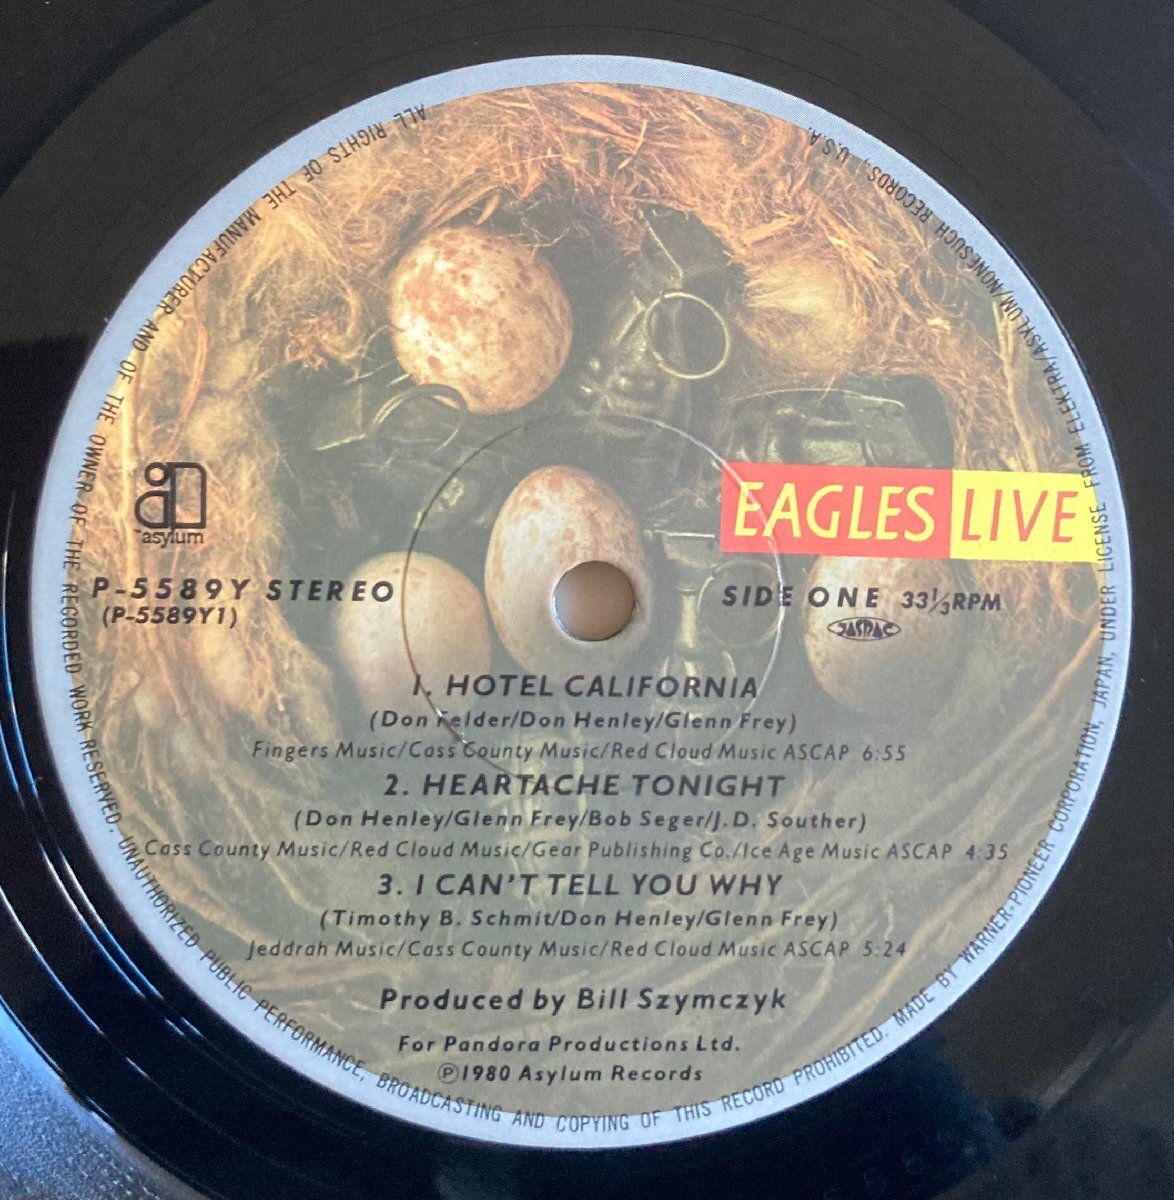 ALL RIGHTS OF THE MANUFACTURER AND OF THE OWNER OF THE RECORDED WORK RESERVED. UNAUTHORIZED PUBLIC PERFORMANCE, BROADCASTING AND COPYING OF THIS RECORD PROHIBITED. MADE BY WARNER-PIONEER CORPORATION, JAPAN, UNDER LICENSE FROM ELEKTRA/ASYLUM/NONESUCH RECORDS, U.S.A.
asylum
EAGLES LIVE
P-5589Y STEREO
(P-5589Y1)
SIDE ONE 33 1/3 RPM
JASRAC
1. HOTEL CALIFORNIA
(Don Felder/Don Henley/Glenn Frey)
Fingers Music/Cass County Music/Red Cloud Music ASCAP 6:55
2. HEARTACHE TONIGHT
(Don Henley/Glenn Frey/Bob Seger/J.D. Souther)
Cass County Music/Red Cloud Music/Gear Publishing Co./Ice Age Music ASCAP 4:35
3. I CAN'T TELL YOU WHY
(Timothy B. Schmit/Don Henley/Glenn Frey)
Jeddrah Music/Cass County Music/Red Cloud Music ASCAP 5:24
Produced by Bill Szymczyk
For Pandora Productions Ltd.
℗1980 Asylum Records